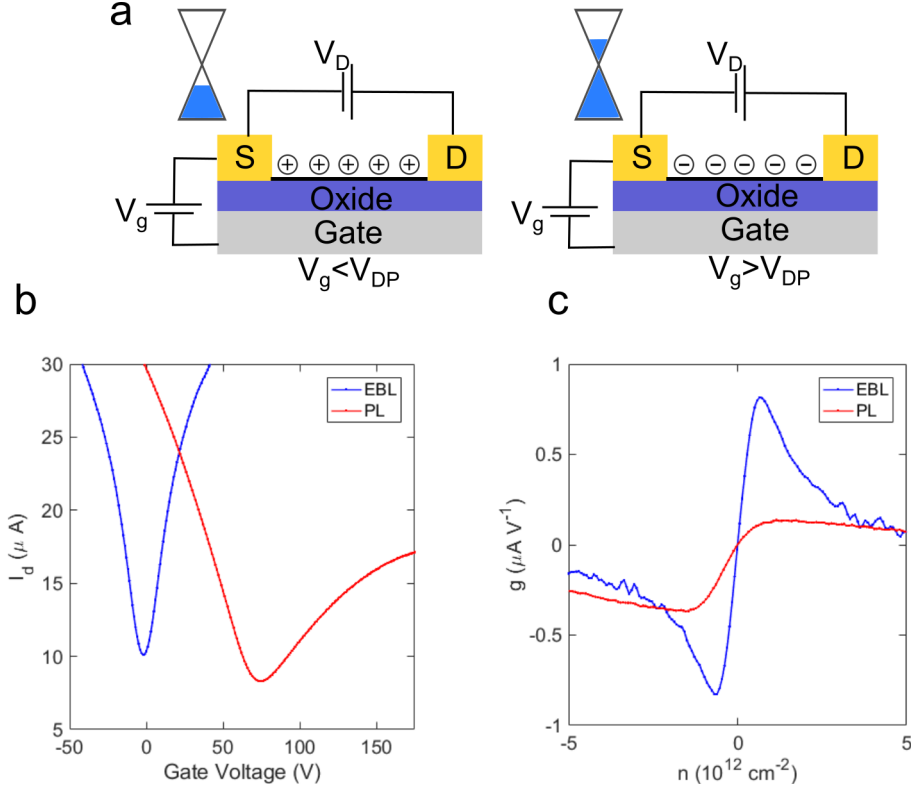 a
V_D
S ⊕ ⊕ ⊕ ⊕ ⊕ D
V_g
Oxide
Gate
V_g<V_DP
V_D
S ⊖ ⊖ ⊖ ⊖ ⊖ D
V_g
Oxide
Gate
V_g>V_DP
b
30
25
20
15
10
5
I_d (μ A)
-50 0 50 100 150
Gate Voltage (V)
EBL
PL
c
1
0.5
0
-0.5
-1
g (μA V^-1)
-5 0 5
n (10^12 cm^-2)
EBL
PL